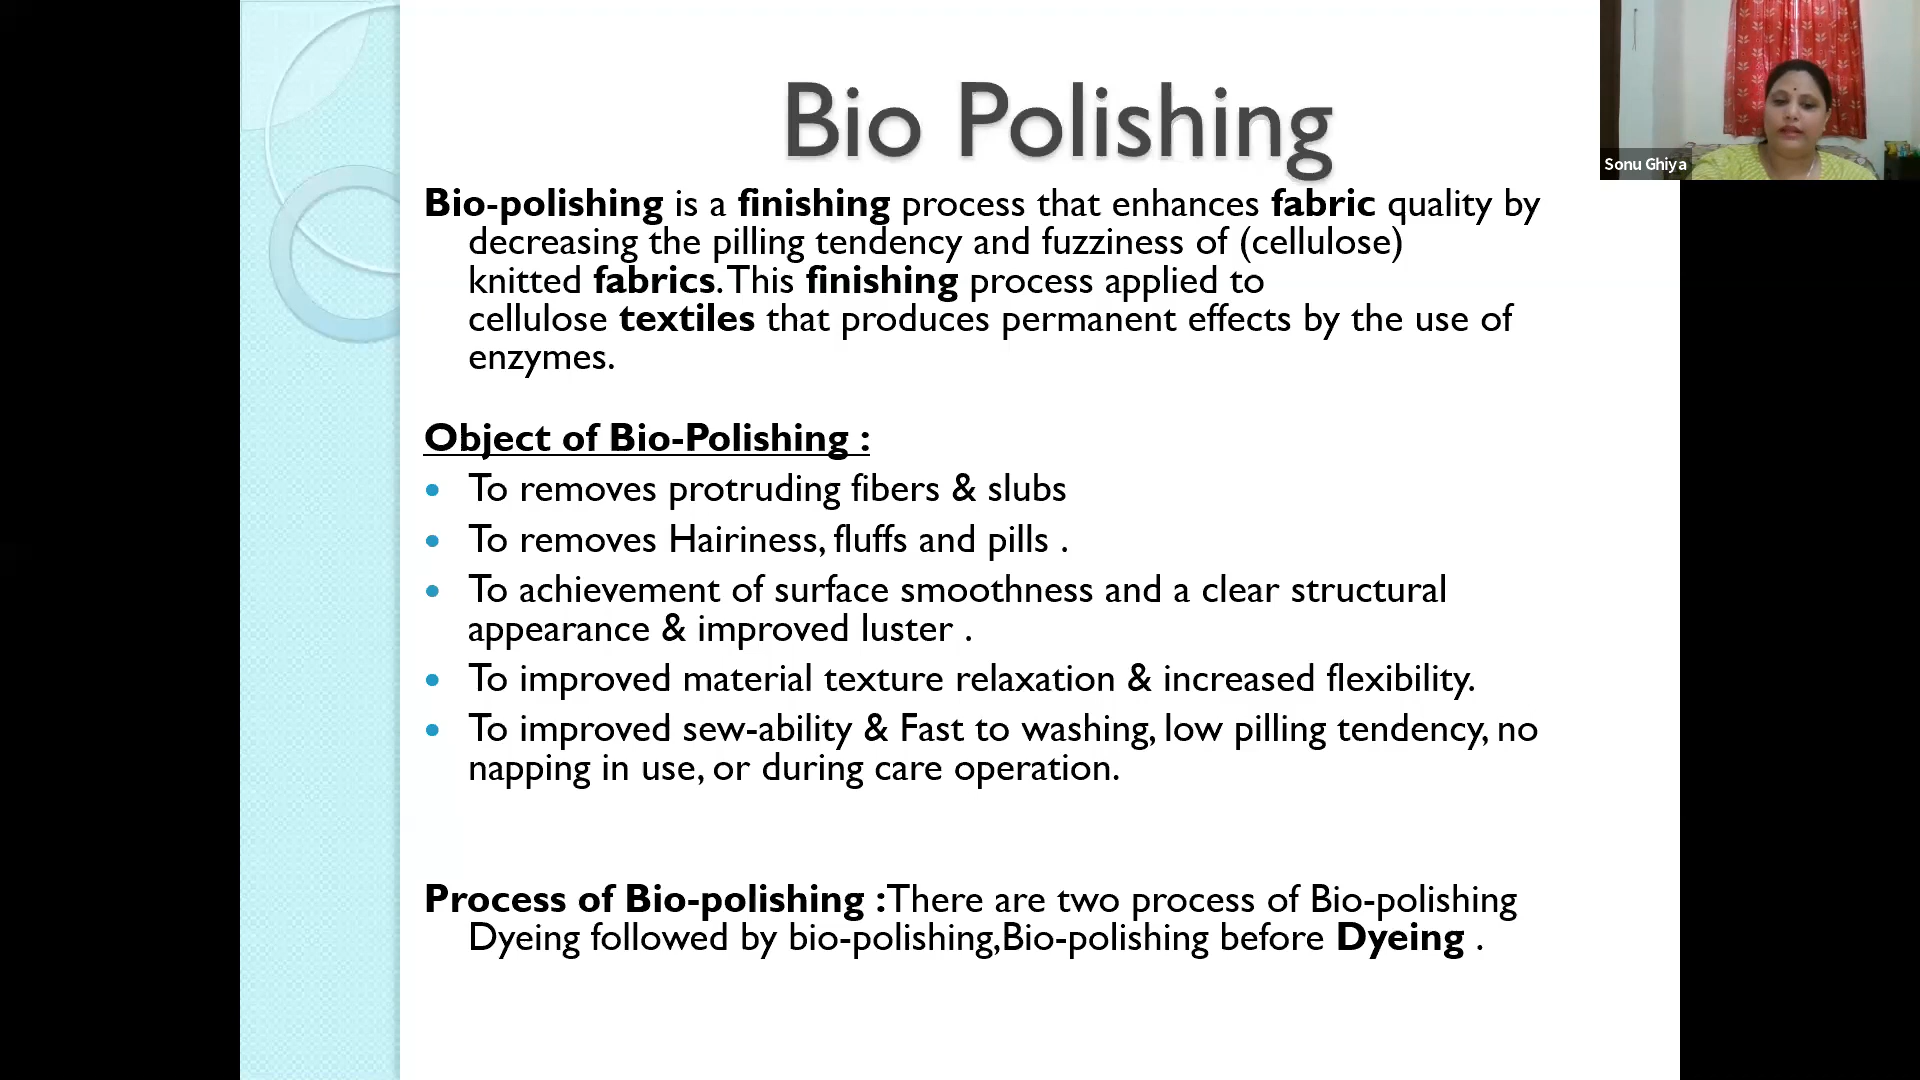 Bio Polishing
Sonu Ghiya
Bio-polishing is a finishing process that enhances fabric quality by
decreasing the pilling tendency and fuzziness of (cellulose)
knitted fabrics. This finishing process applied to
cellulose textiles that produces permanent effects by the use of
enzymes.
Object of Bio-Polishing :
• To removes protruding fibers & slubs
• To removes Hairiness, fluffs and pills .
• To achievement of surface smoothness and a clear structural
appearance & improved luster .
• To improved material texture relaxation & increased flexibility.
• To improved sew-ability & Fast to washing, low pilling tendency, no
napping in use, or during care operation.
Process of Bio-polishing :There are two process of Bio-polishing
Dyeing followed by bio-polishing,Bio-polishing before Dyeing .